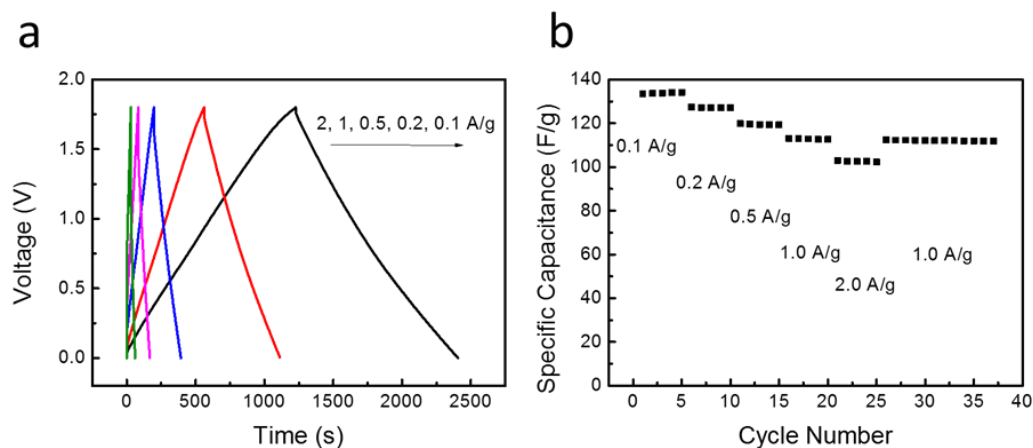 a
2.0
1.5
1.0
0.5
0.0
Voltage (V)
2, 1, 0.5, 0.2, 0.1 A/g
0 500 1000 1500 2000 2500
Time (s)
b
140
120
100
80
60
40
20
0
Specific Capacitance (F/g)
0.1 A/g
0.2 A/g
0.5 A/g
1.0 A/g
1.0 A/g
2.0 A/g
0 5 10 15 20 25 30 35 40
Cycle Number